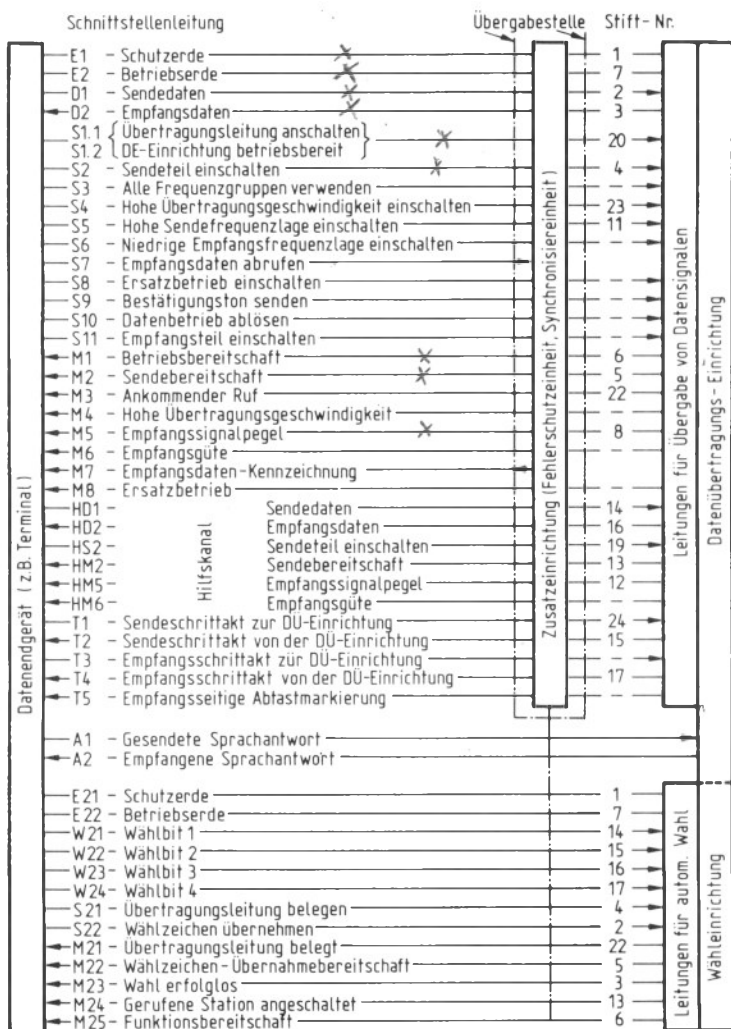 Schnittstellenleitung Übergabestelle Stift-Nr.
E1 - Schutzerde 1
E2 - Betriebserde 7
D1 - Sendedaten 2
D2 - Empfangsdaten 3
S1.1 { Übertragungsleitung anschalten }
S1.2 { DE-Einrichtung betriebsbereit } 20
S2 - Sendeteil einschalten 4
S3 - Alle Frequenzgruppen verwenden -
S4 - Hohe Übertragungsgeschwindigkeit einschalten 23
S5 - Hohe Sendefrequenzlage einschalten 11
S6 - Niedrige Empfangsfrequenzlage einschalten -
S7 - Empfangsdaten abrufen
S8 - Ersatzbetrieb einschalten -
S9 - Bestätigungston senden -
S10 - Datenbetrieb ablösen -
S11 - Empfangsteil einschalten -
M1 - Betriebsbereitschaft 6
M2 - Sendebereitschaft 5
M3 - Ankommender Ruf 22
M4 - Hohe Übertragungsgeschwindigkeit -
M5 - Empfangssignalpegel 8
M6 - Empfangsgüte -
M7 - Empfangsdaten-Kennzeichnung
M8 - Ersatzbetrieb -
HD1 - Sendedaten 14
HD2 - Empfangsdaten 16
HS2 - Sendeteil einschalten 19
HM2 - Sendebereitschaft 13
HM5 - Empfangssignalpegel 12
HM6 - Empfangsgüte -
Hilfskanal
T1 - Sendeschrittakt zur DÜ-Einrichtung 24
T2 - Sendeschrittakt von der DÜ-Einrichtung 15
T3 - Empfangsschrittakt zür DÜ-Einrichtung -
T4 - Empfangsschrittakt von der DÜ-Einrichtung 17
T5 - Empfangsseitige Abtastmarkierung -
A1 - Gesendete Sprachantwort
A2 - Empfangene Sprachantwort
E21 - Schutzerde 1
E22 - Betriebserde 7
W21 - Wählbit 1 14
W22 - Wählbit 2 15
W23 - Wählbit 3 16
W24 - Wählbit 4 17
S21 - Übertragungsleitung belegen 4
S22 - Wählzeichen übernehmen 2
M21 - Übertragungsleitung belegt 22
M22 - Wählzeichen-Übernahmebereitschaft 5
M23 - Wahl erfolglos 3
M24 - Gerufene Station angeschaltet 13
M25 - Funktionsbereitschaft 6
Datenendgerät (z.B. Terminal)
Zusatzeinrichtung (Fehlerschutzeinheit, Synchronisiereinheit)
Leitungen für Übergabe von Datensignalen
Datenübertragungs-Einrichtung
Leitungen für autom. Wahl
Wähleinrichtung